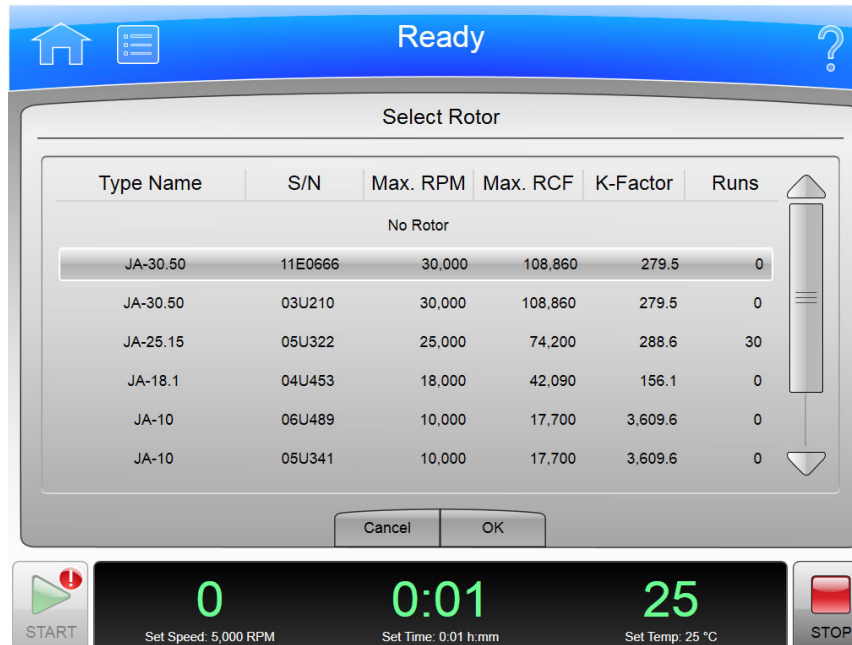 Ready
Select Rotor
Type Name S/N Max. RPM Max. RCF K-Factor Runs
No Rotor
JA-30.50 11E0666 30,000 108,860 279.5 0
JA-30.50 03U210 30,000 108,860 279.5 0
JA-25.15 05U322 25,000 74,200 288.6 30
JA-18.1 04U453 18,000 42,090 156.1 0
JA-10 06U489 10,000 17,700 3,609.6 0
JA-10 05U341 10,000 17,700 3,609.6 0
Cancel OK
0 0:01 25
START Set Speed: 5,000 RPM Set Time: 0:01 h:mm Set Temp: 25 °C STOP